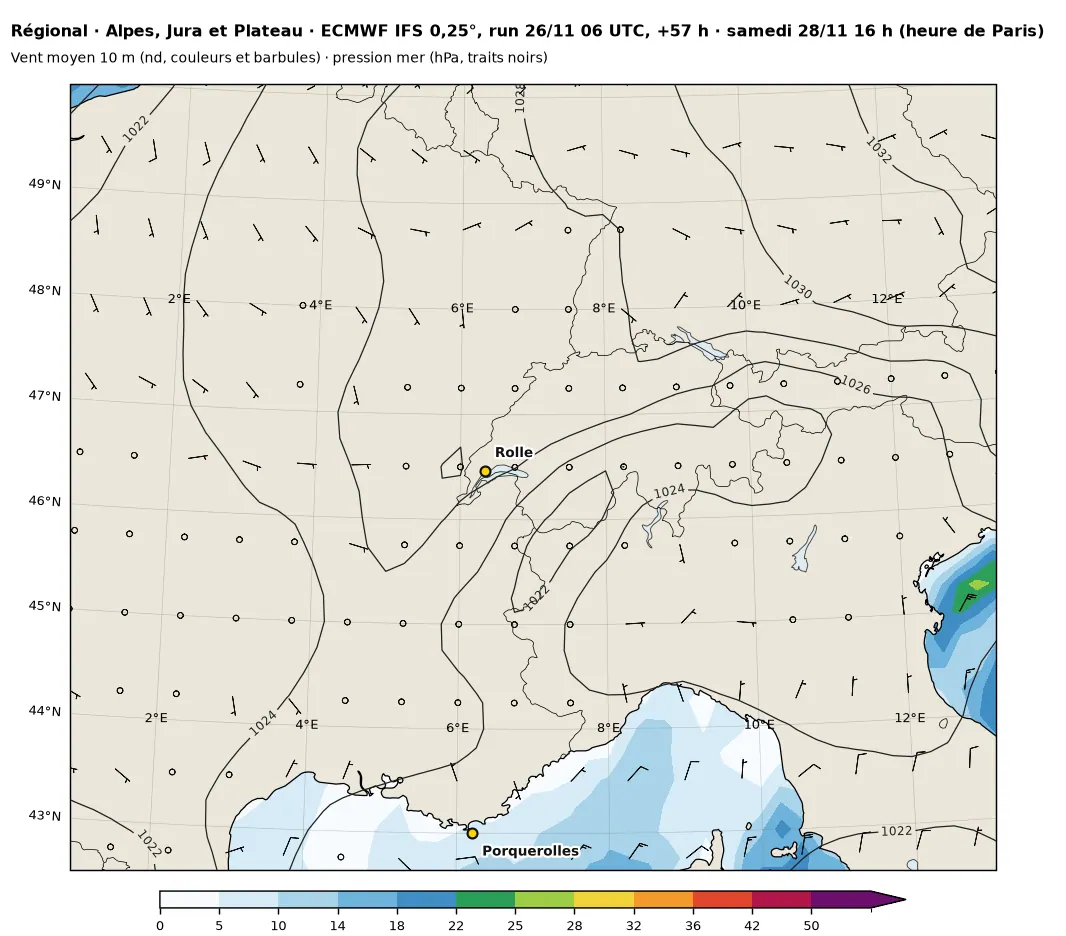 Régional · Alpes, Jura et Plateau · ECMWF IFS 0,25°, run 26/11 06 UTC, +57 h · samedi 28/11 16 h (heure de Paris)
Vent moyen 10 m (nd, couleurs et barbules) · pression mer (hPa, traits noirs)
1028
1022
1032
49°N
48°N
2°E
4°E
6°E
8°E
10°E
12°E
1030
47°N
1026
Rolle
46°N
1024
1022
45°N
44°N
2°E
4°E
6°E
8°E
10°E
12°E
1024
43°N
1022
1022
Porquerolles
0 5 10 14 18 22 25 28 32 36 42 50